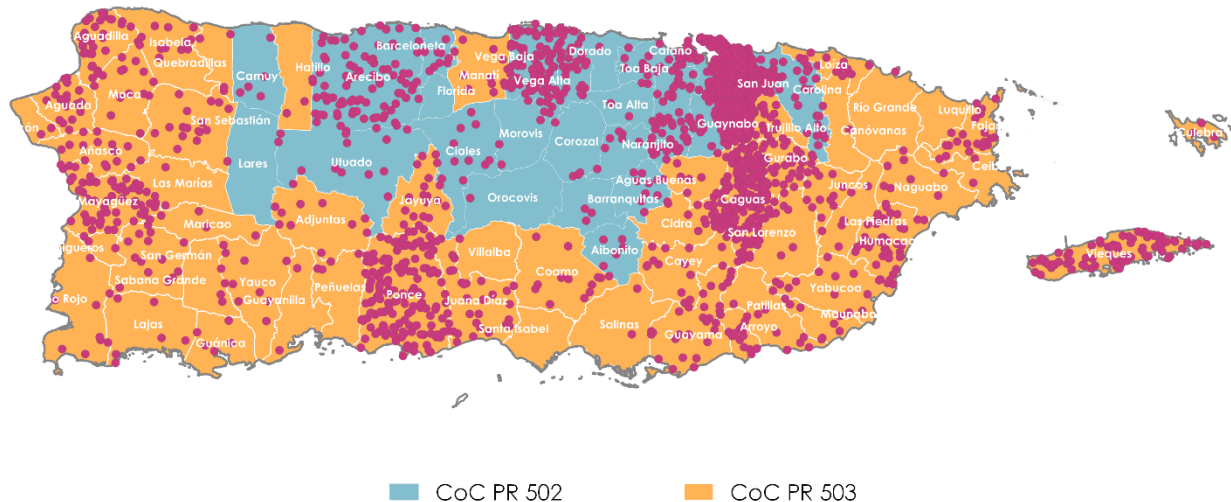 Aguadilla
Isabela
Quebradillas
Camuy
Hatillo
Arecibo
Barceloneta
Florida
Manatí
Vega Baja
Vega Alta
Dorado
Toa Baja
Cataño
San Juan
Carolina
Loiza
Aguada
Moca
San Sebastián
Lares
Utuado
Ciales
Morovis
Corozal
Toa Alta
Naranjito
Guaynabo
Trujillo Alto
Canóvanas
Río Grande
Luquillo
Culebra
Añasco
Las Marías
Mayagüez
Maricao
Adjuntas
Jayuya
Orocovis
Barranquitas
Aguas Buenas
Caguas
Gurabo
Juncos
Naguabo
Ceib
Cidra
San Lorenzo
Las Piedras
Humacao
Vieques
San Germán
Sabana Grande
Yauco
Guayanilla
Peñuelas
Ponce
Juana Díaz
Villalba
Coamo
Aibonito
Cayey
Patillas
Yabucoa
Maunabo
o Rojo
Lajas
Guánica
Santa Isabel
Salinas
Guayama
Arroyo
CoC PR 502
CoC PR 503